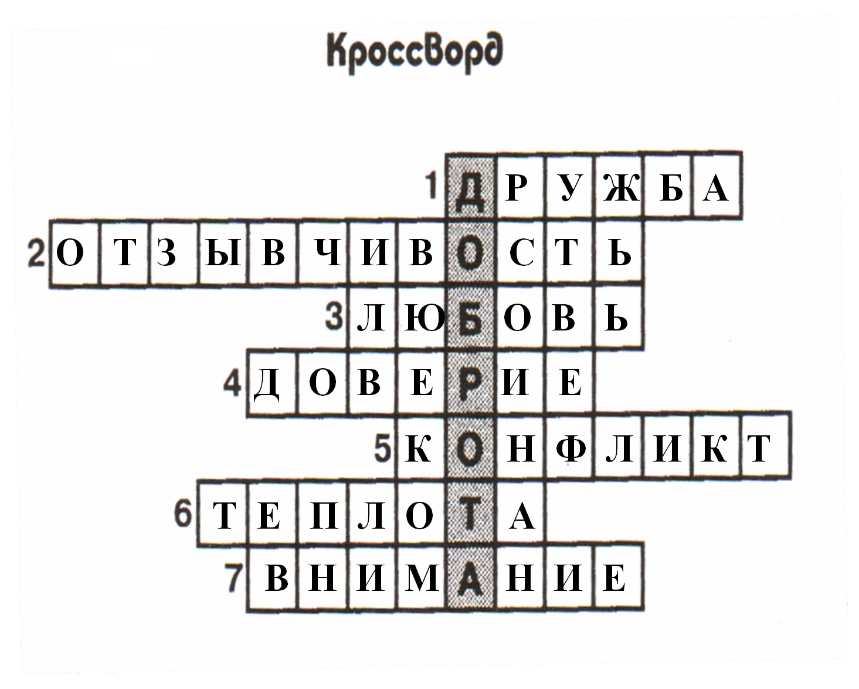 Кроссворд
1 ДРУЖБА
2 ОТЗЫВЧИВОСТЬ
3 ЛЮБОВЬ
4 ДОВЕРИЕ
5 КОНФЛИКТ
6 ТЕПЛОТА
7 ВНИМАНИЕ